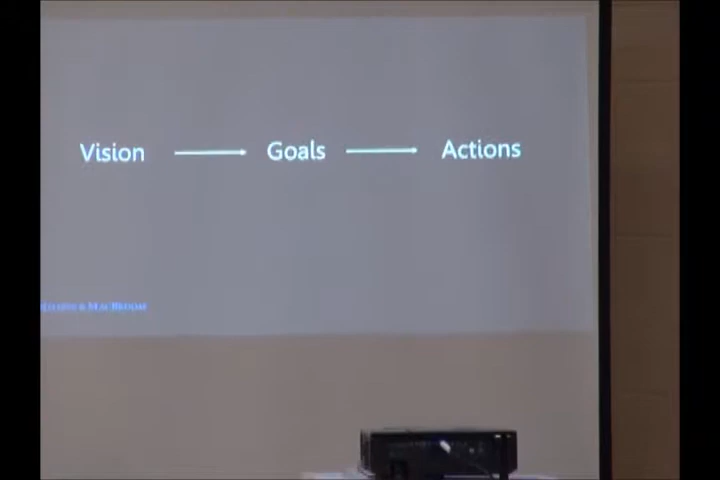 Vision → Goals → Actions